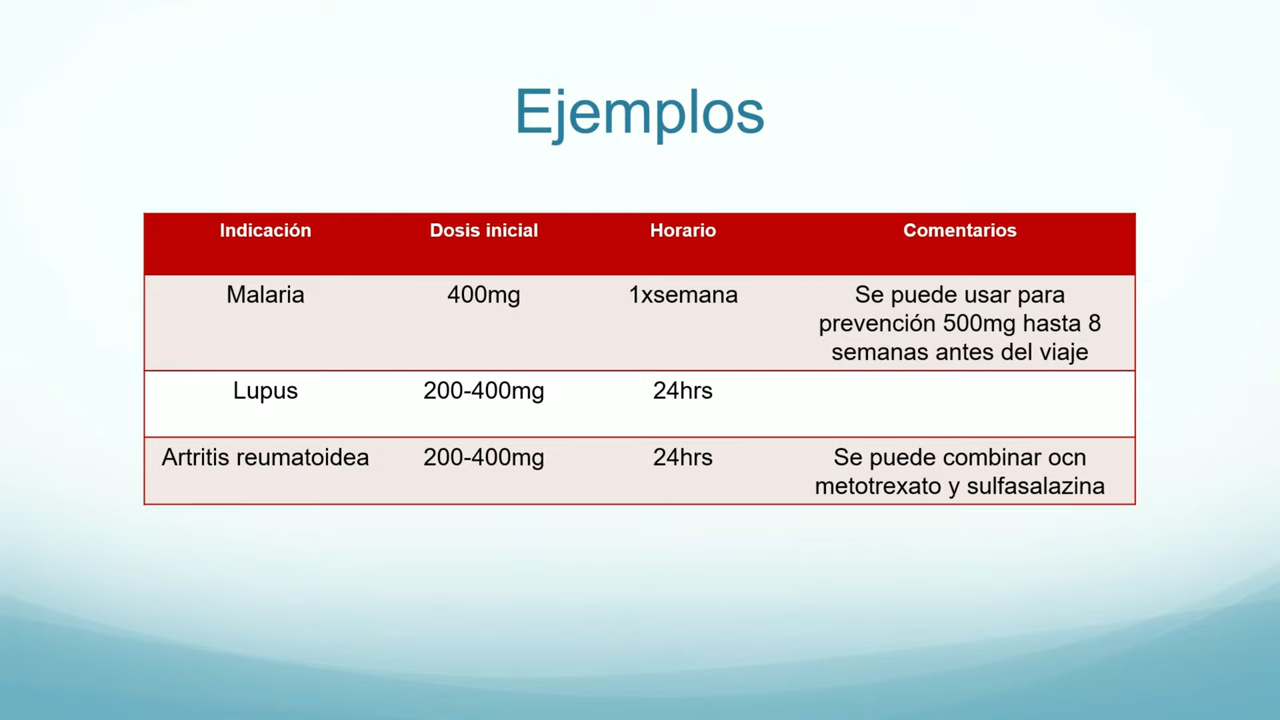 Ejemplos
Indicación Dosis inicial Horario Comentarios
Malaria 400mg 1xsemana Se puede usar para
prevención 500mg hasta 8
semanas antes del viaje
Lupus 200-400mg 24hrs
Artritis reumatoidea 200-400mg 24hrs Se puede combinar ocn
metotrexato y sulfasalazina